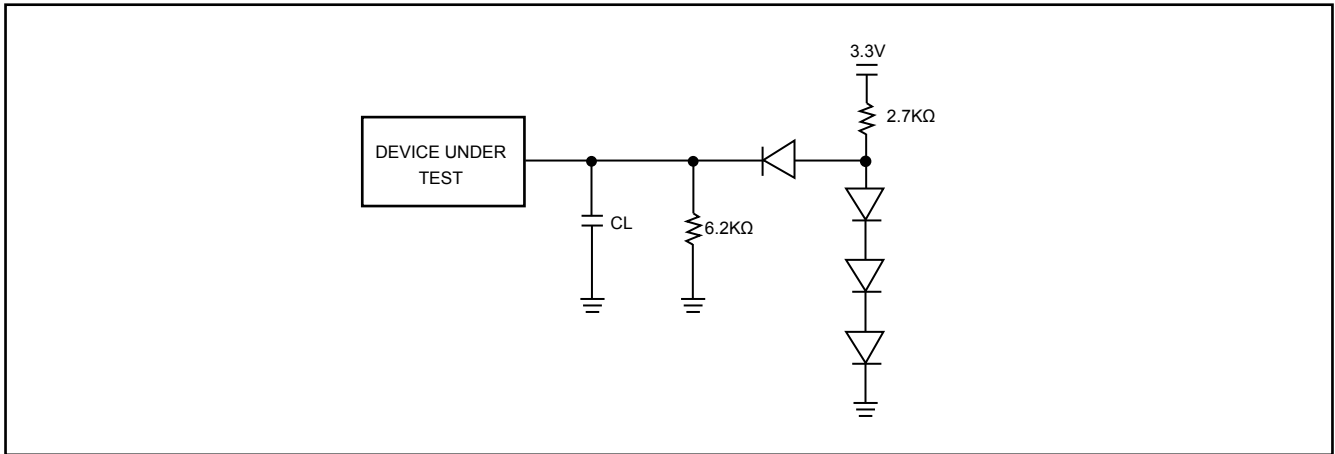 3.3V
2.7KΩ
DEVICE UNDER
TEST
CL
6.2KΩ